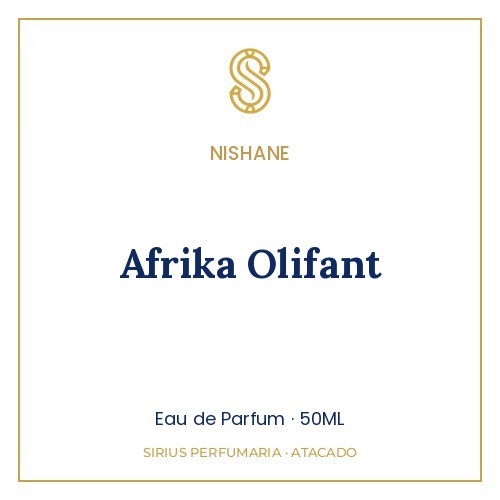 NISHANE
Afrika Olifant
Eau de Parfum · 50ML
SIRIUS PERFUMARIA · ATACADO